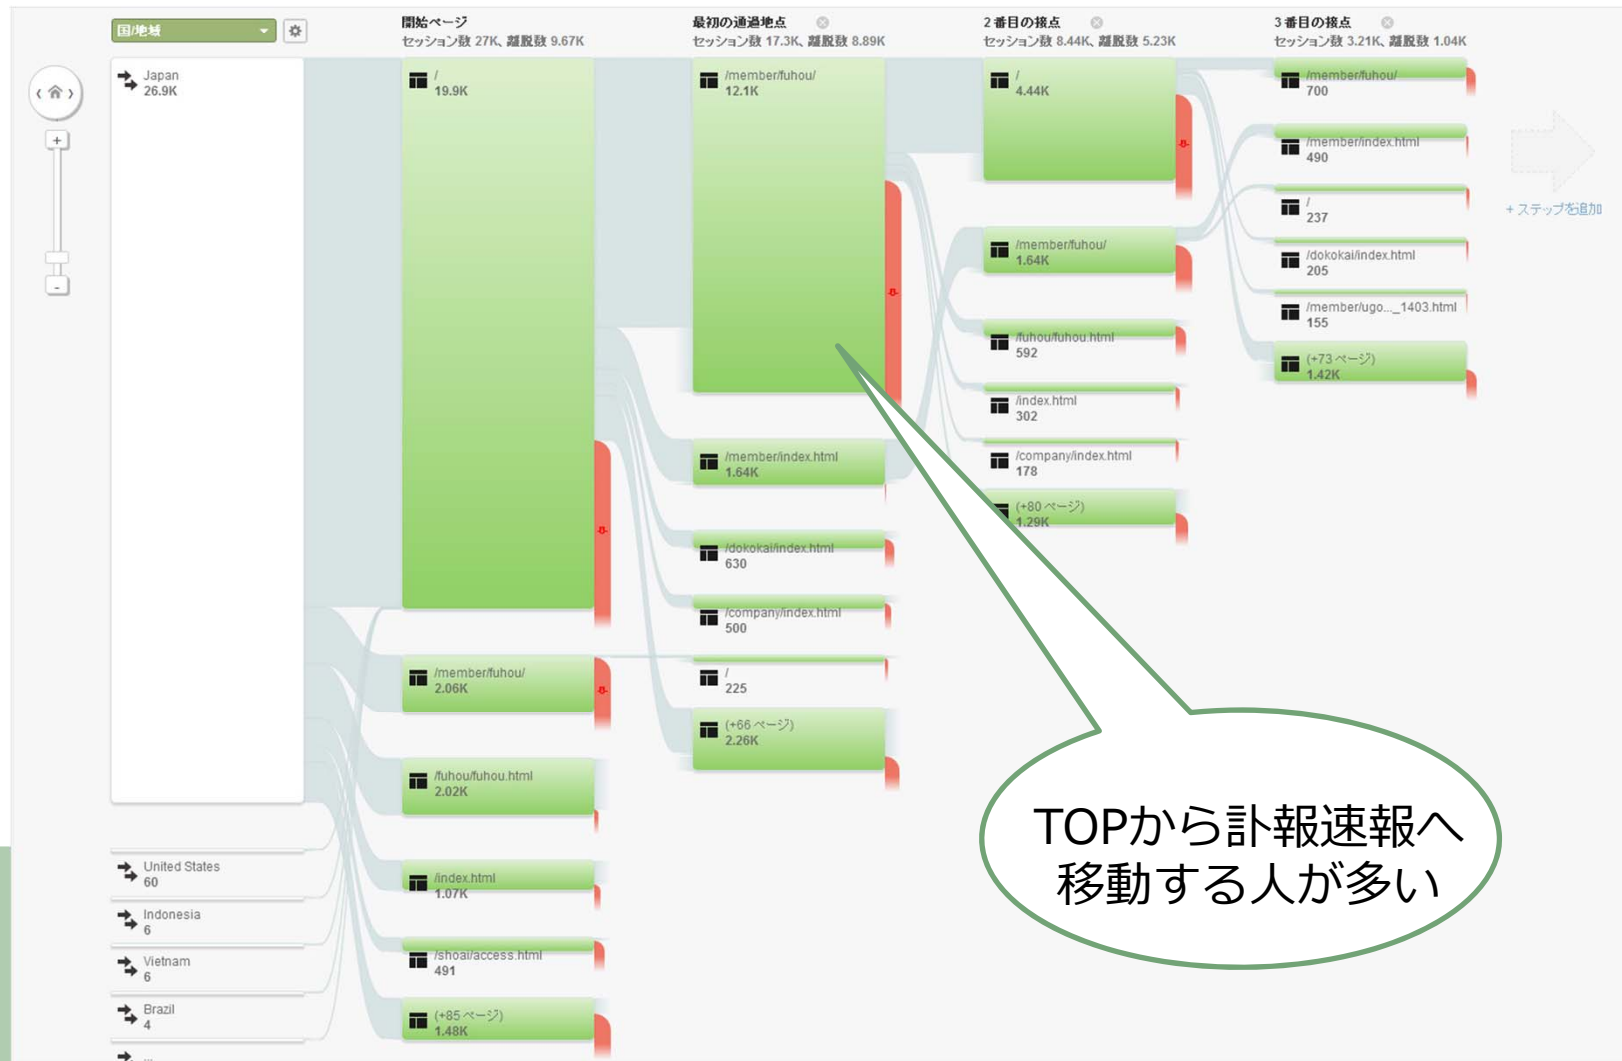 国/地域
開始ページ
セッション数 27K、離脱数 9.67K
最初の通過地点
セッション数 17.3K、離脱数 8.89K
2 番目の接点
セッション数 8.44K、離脱数 5.23K
3 番目の接点
セッション数 3.21K、離脱数 1.04K
Japan
26.9K
United States
60
Indonesia
6
Vietnam
6
Brazil
4
...
/
19.9K
/member/fuhou/
2.06K
/fuhou/fuhou.html
2.02K
/index.html
1.07K
/shoai/access.html
491
(+85 ページ)
1.48K
/member/fuhou/
12.1K
/member/index.html
1.64K
/dokokai/index.html
630
/company/index.html
500
/
225
(+66 ページ)
2.26K
/
4.44K
/member/fuhou/
1.64K
/fuhou/fuhou.html
592
/index.html
302
/company/index.html
178
(+80 ページ)
1.29K
/member/fuhou/
700
/member/index.html
490
/
237
/dokokai/index.html
205
/member/ugo..._1403.html
155
(+73 ページ)
1.42K
+ ステップを追加
TOPから訃報速報へ
移動する人が多い